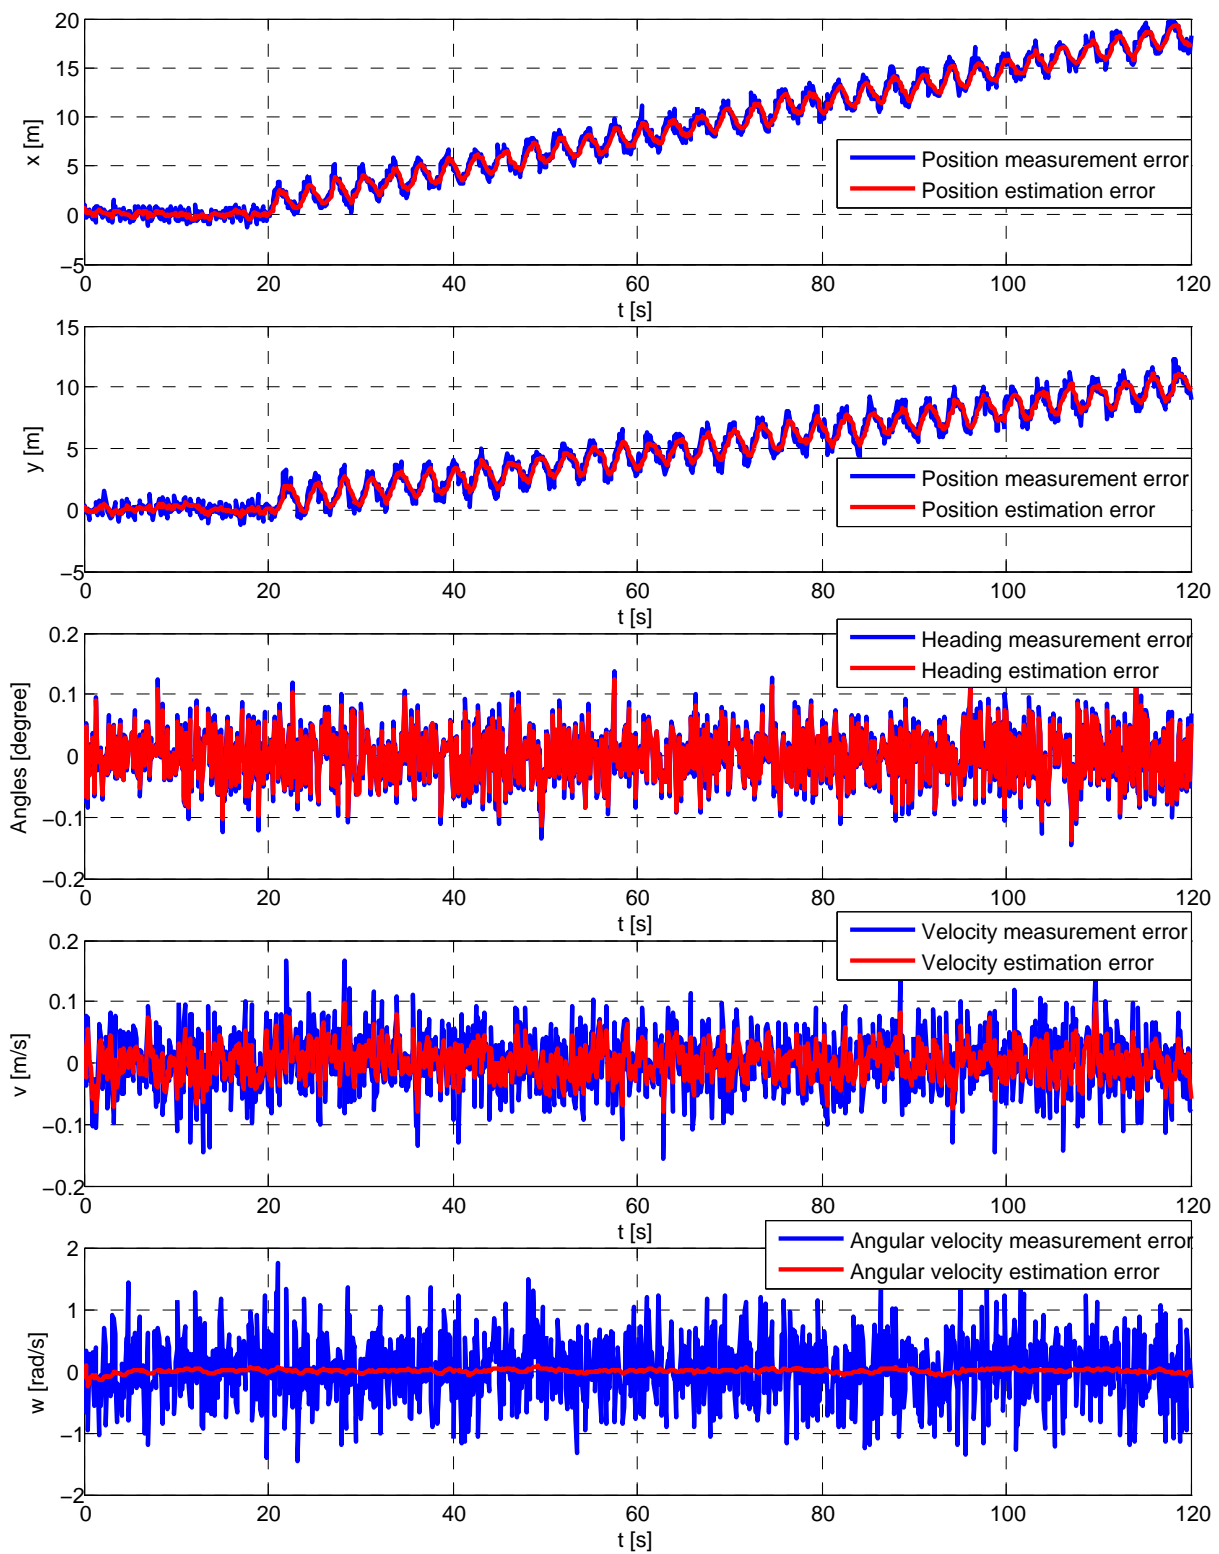 20
15
10
5
0
−5
x [m]
Position measurement error
Position estimation error
0 20 40 60 80 100 120
t [s]
15
10
5
0
−5
y [m]
Position measurement error
Position estimation error
0 20 40 60 80 100 120
t [s]
0.2
0.1
0
−0.1
−0.2
Angles [degree]
Heading measurement error
Heading estimation error
0 20 40 60 80 100 120
t [s]
0.2
0.1
0
−0.1
−0.2
v [m/s]
Velocity measurement error
Velocity estimation error
0 20 40 60 80 100 120
t [s]
2
1
0
−1
−2
w [rad/s]
Angular velocity measurement error
Angular velocity estimation error
0 20 40 60 80 100 120
t [s]